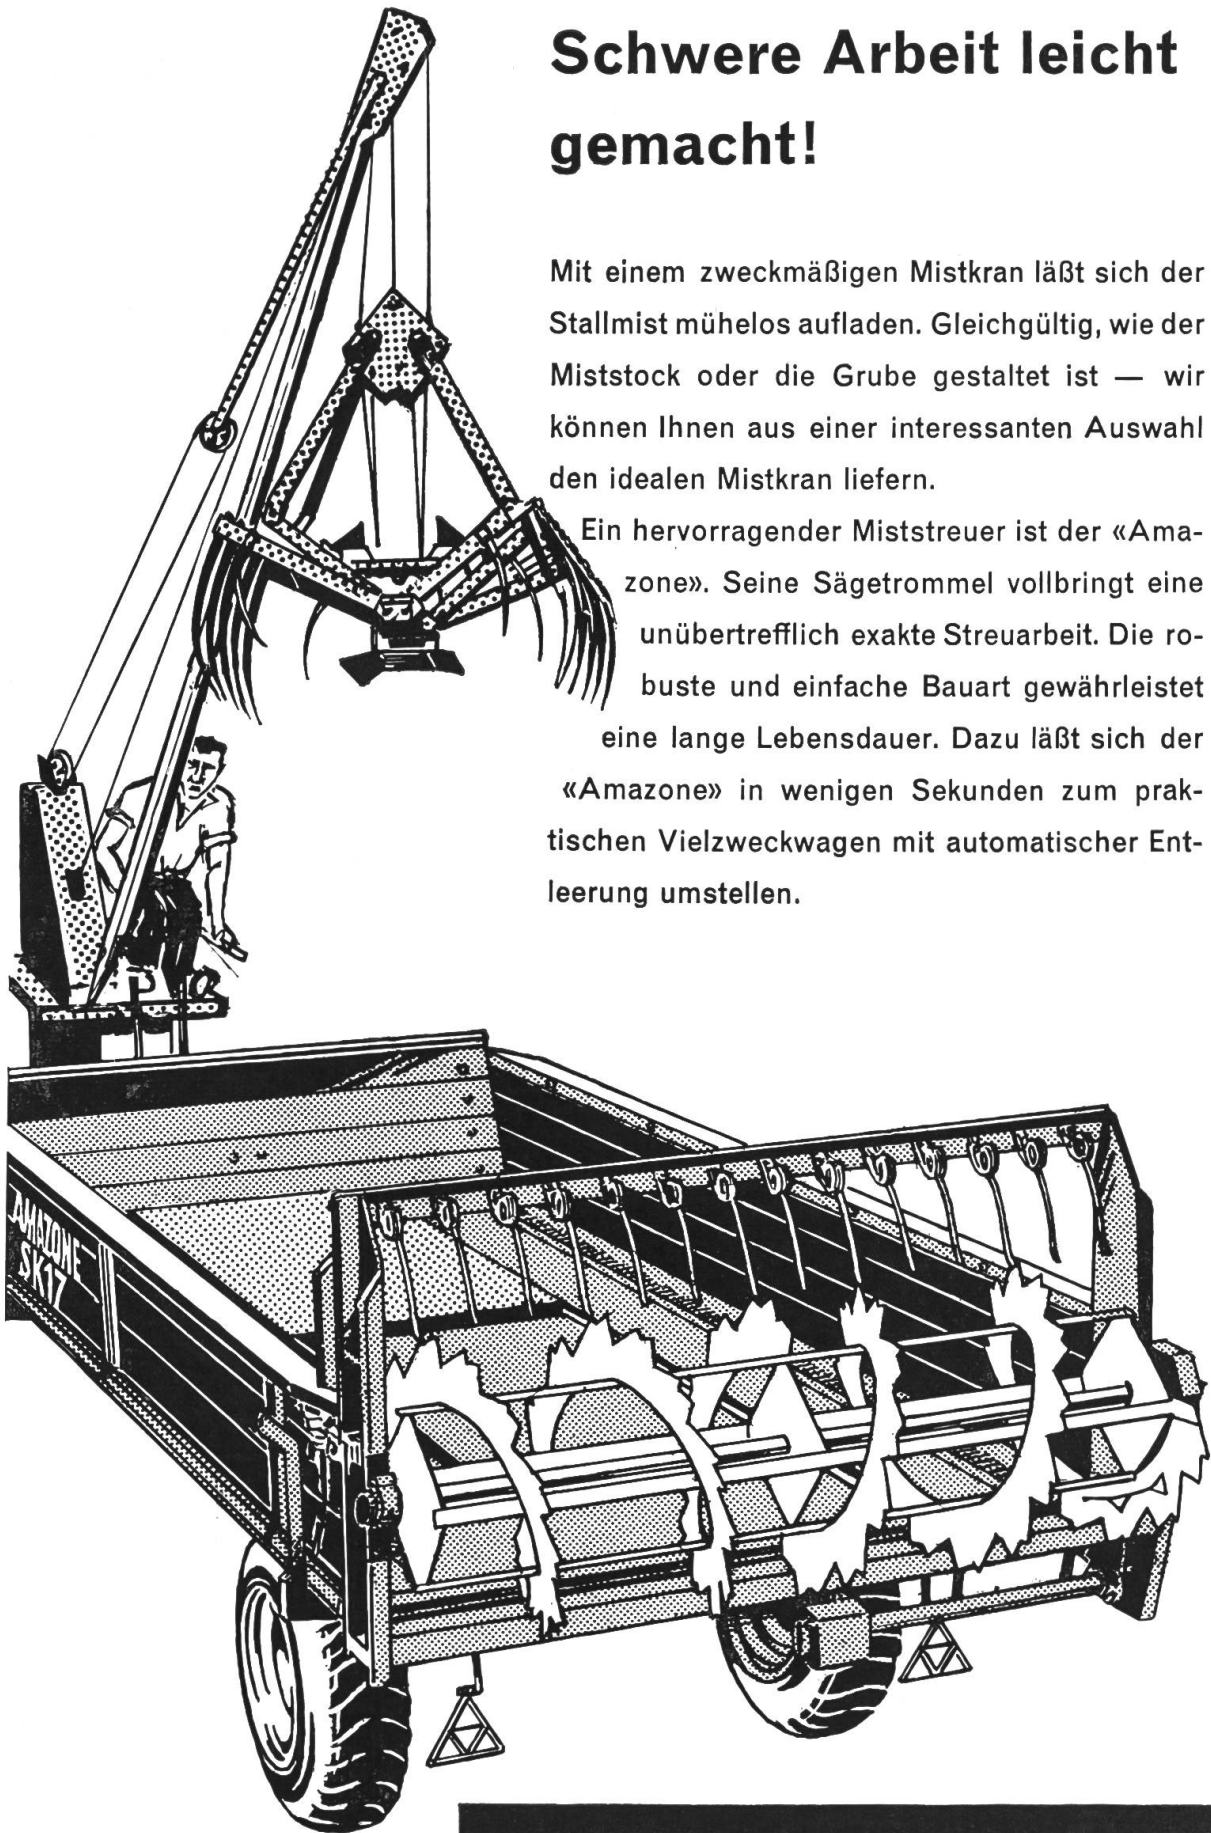 Schwere Arbeit leicht
gemacht!
Mit einem zweckmäßigen Mistkran läßt sich der
Stallmist mühelos aufladen. Gleichgültig, wie der
Miststock oder die Grube gestaltet ist — wir
können Ihnen aus einer interessanten Auswahl
den idealen Mistkran liefern.
Ein hervorragender Miststreuer ist der «Ama-
zone». Seine Sägetrommel vollbringt eine
unübertrefflich exakte Streuarbeit. Die ro-
buste und einfache Bauart gewährleistet
eine lange Lebensdauer. Dazu läßt sich der
«Amazone» in wenigen Sekunden zum prak-
tischen Vielzweckwagen mit automatischer Ent-
leerung umstellen.
AMAZONE
SK17